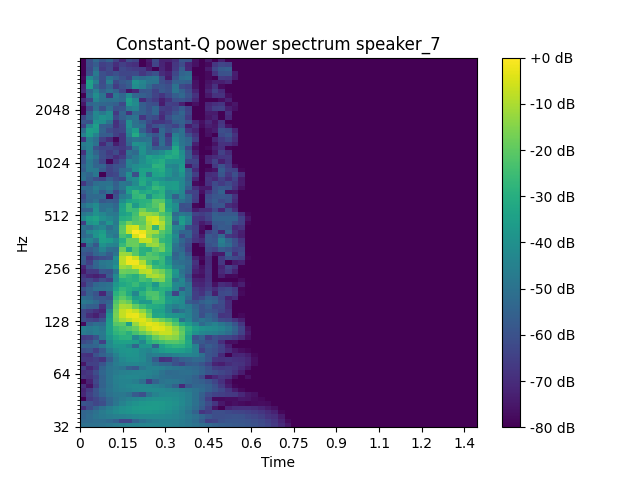 Constant-Q power spectrum speaker_7
Hz
2048
1024
512
256
128
64
32
0 0.15 0.3 0.45 0.6 0.75 0.9 1.1 1.2 1.4
Time
+0 dB
-10 dB
-20 dB
-30 dB
-40 dB
-50 dB
-60 dB
-70 dB
-80 dB